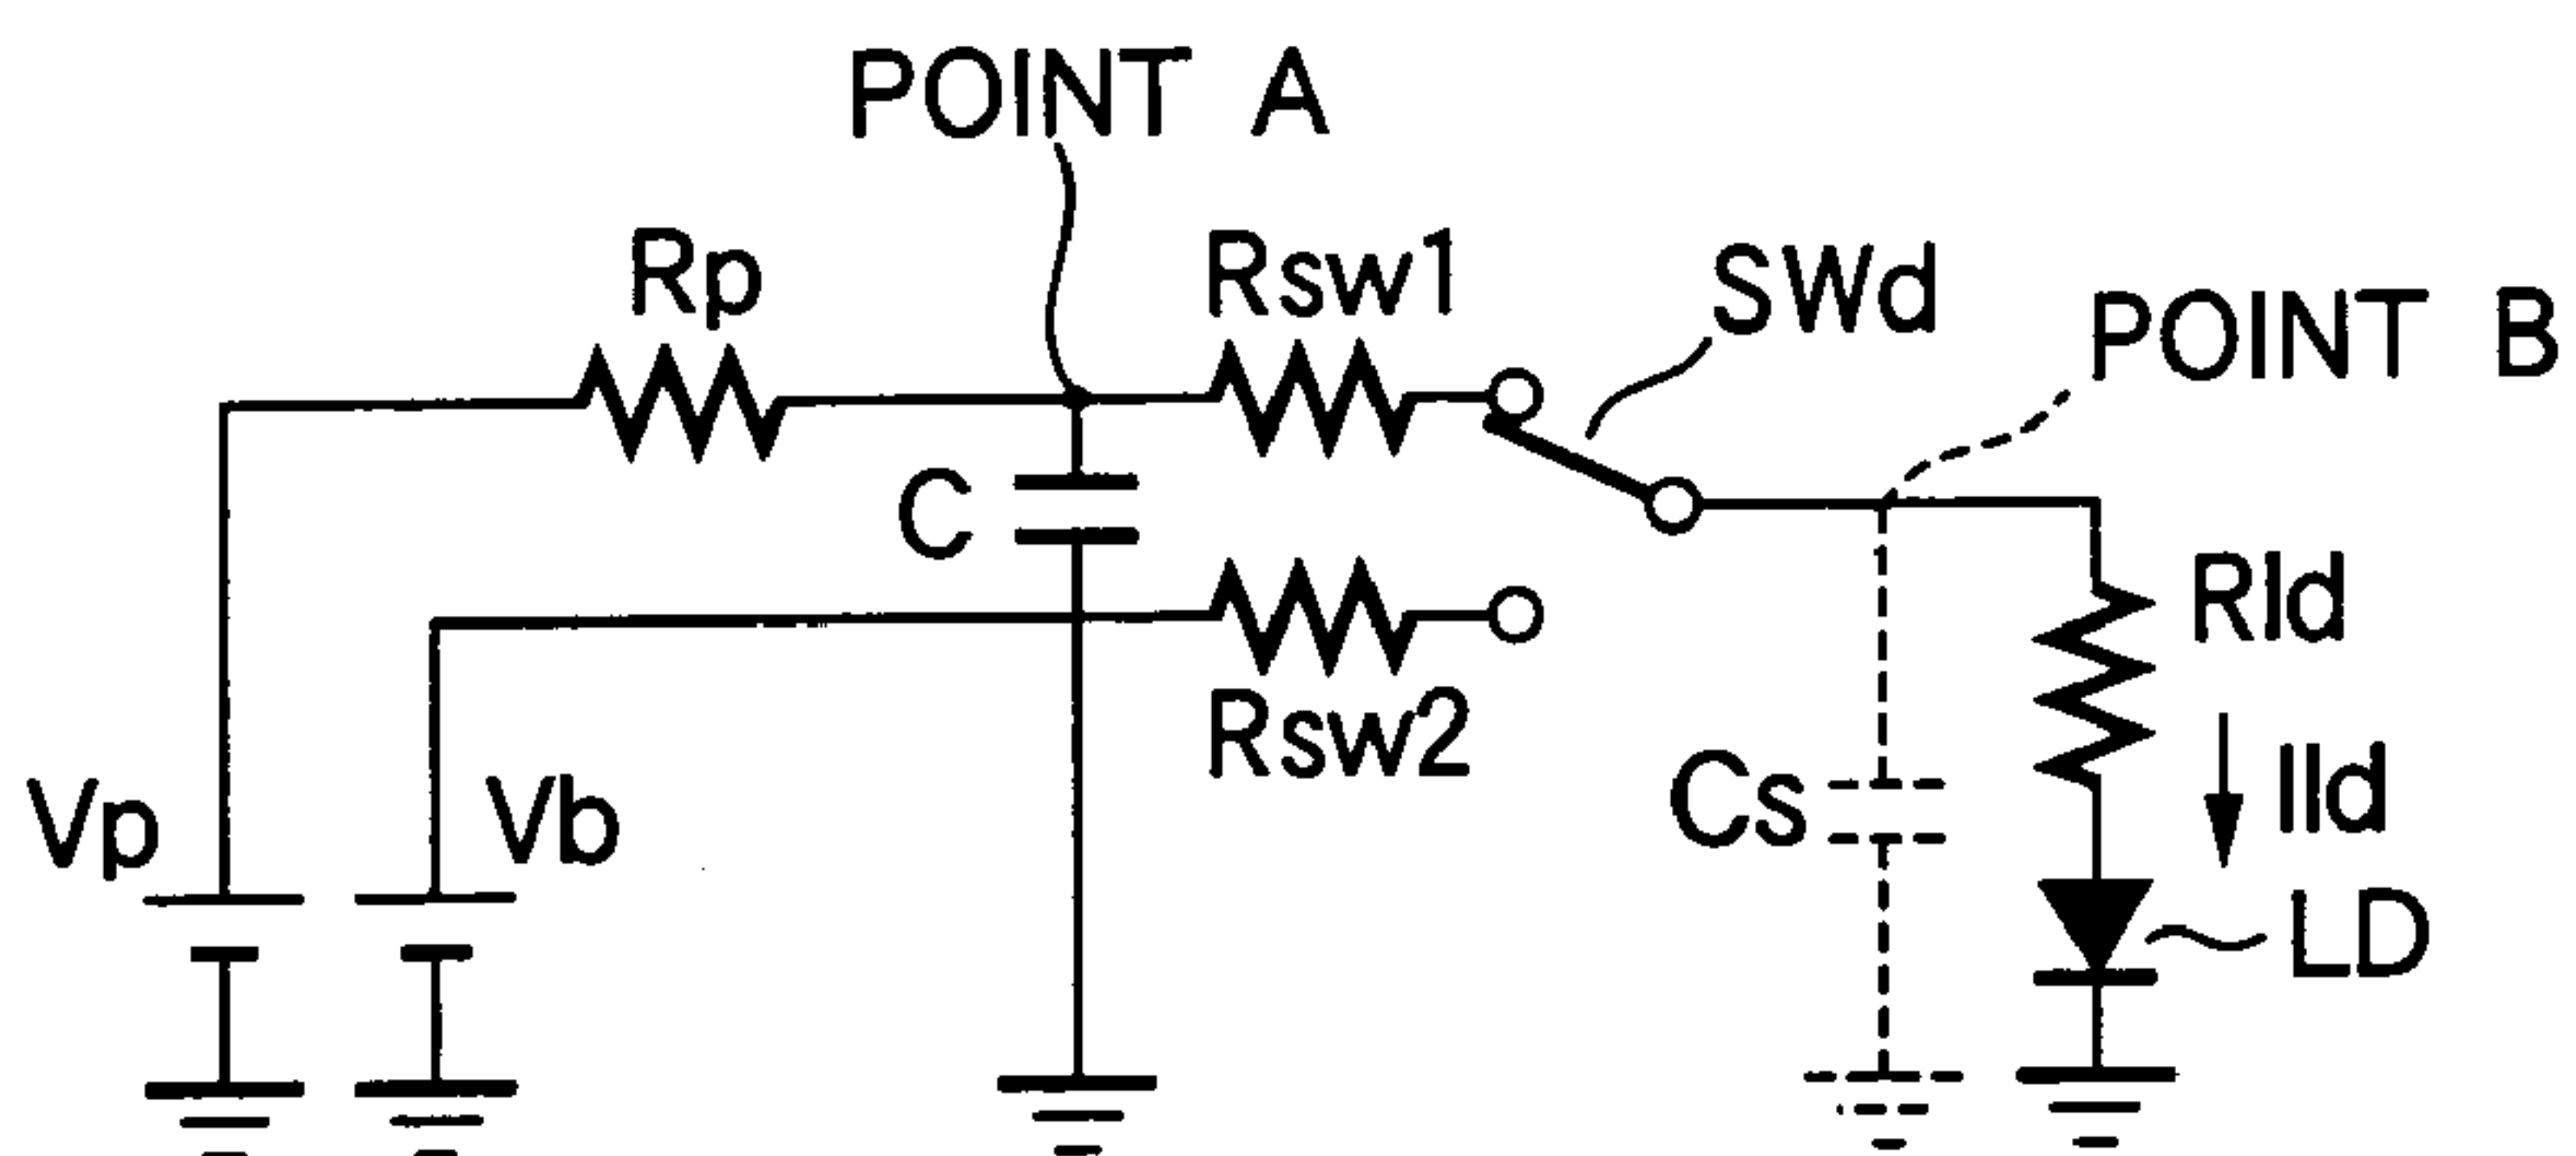 POINT A
Rp
Rsw1
SWd
POINT B
C
Rld
Rsw2
Vp
Vb
Cs
Ild
LD